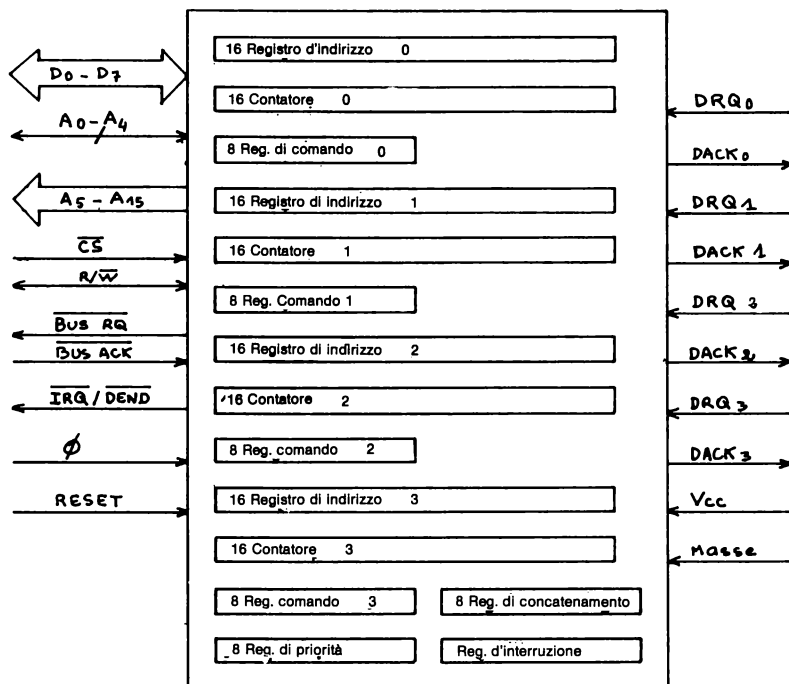 16 Registro d'indirizzo 0
D0 - D7
16 Contatore 0
DRQ0
A0 - A4
8 Reg. di comando 0
DACK0
A5 - A15
16 Registro di indirizzo 1
DRQ1
CS
16 Contatore 1
DACK 1
R/W
8 Reg. Comando 1
DRQ 2
BUS RQ
BUS ACK
16 Registro di indirizzo 2
DACK2
IRQ / DEND
16 Contatore 2
DRQ3
ϕ
8 Reg. comando 2
DACK3
RESET
16 Registro di indirizzo 3
Vcc
16 Contatore 3
Masse
8 Reg. comando 3
8 Reg. di concatenamento
8 Reg. di priorità
Reg. d'interruzione